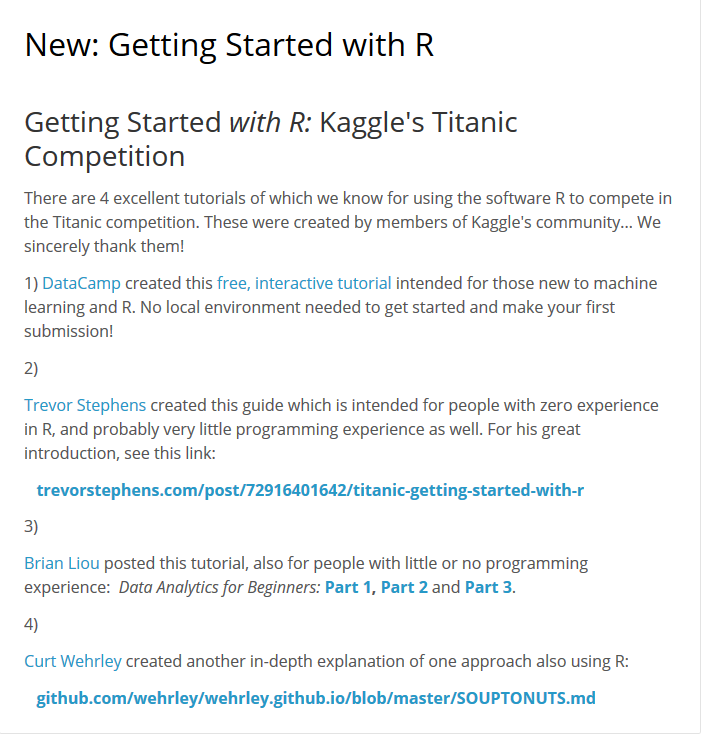 New: Getting Started with R
Getting Started with R: Kaggle's Titanic
Competition
There are 4 excellent tutorials of which we know for using the software R to compete in
the Titanic competition. These were created by members of Kaggle's community... We
sincerely thank them!
1) DataCamp created this free, interactive tutorial intended for those new to machine
learning and R. No local environment needed to get started and make your first
submission!
2)
Trevor Stephens created this guide which is intended for people with zero experience
in R, and probably very little programming experience as well. For his great
introduction, see this link:
trevorstephens.com/post/72916401642/titanic-getting-started-with-r
3)
Brian Liou posted this tutorial, also for people with little or no programming
experience:  Data Analytics for Beginners: Part 1, Part 2 and Part 3.
4)
Curt Wehrley created another in-depth explanation of one approach also using R:
github.com/wehrley/wehrley.github.io/blob/master/SOUPTONUTS.md